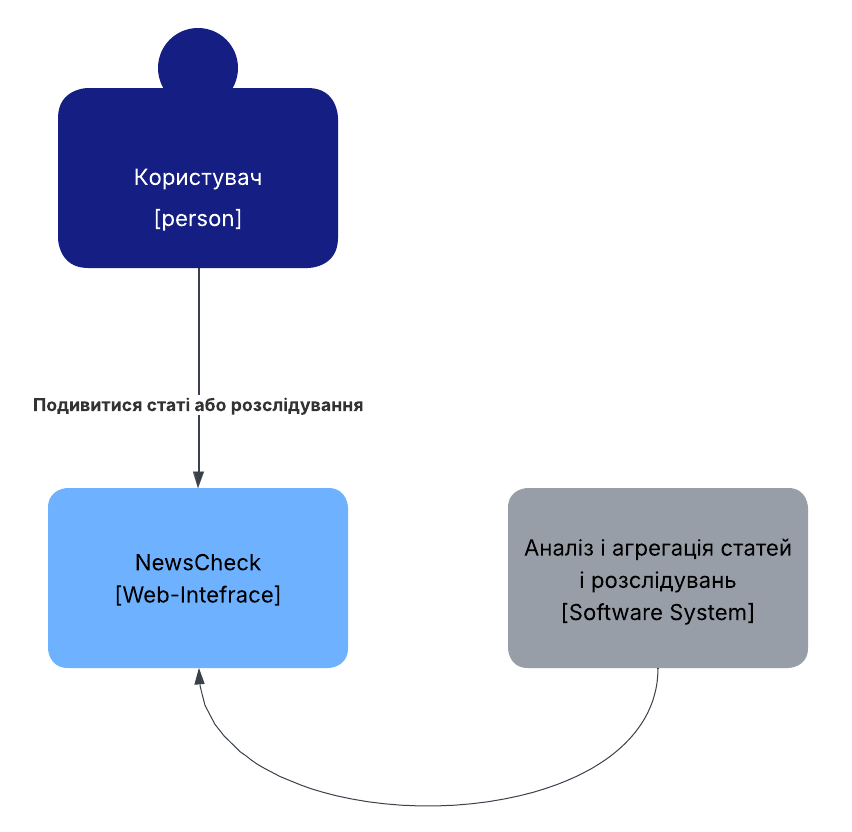 Користувач
[person]
Подивитися статі або розслідування
NewsCheck
[Web-Intefrace]
Аналіз і агрегація статей
і розслідувань
[Software System]